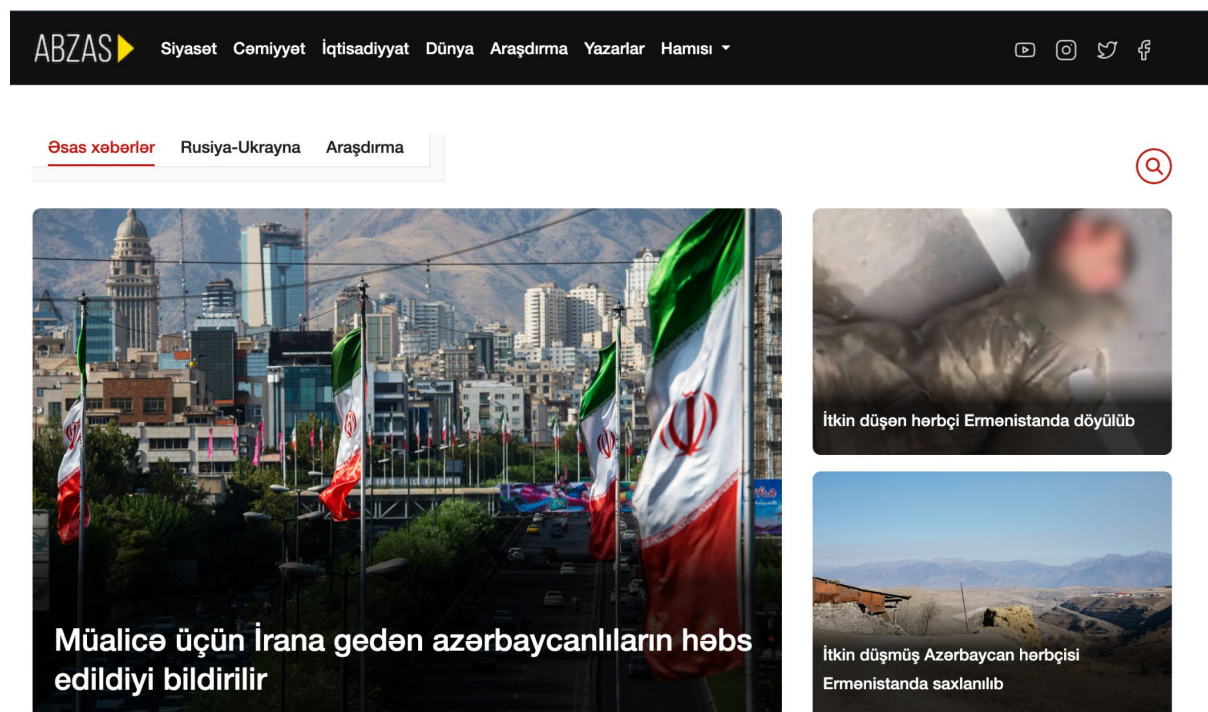 ABZAS
Siyasət Cəmiyyət İqtisadiyyat Dünya Araşdırma Yazarlar Hamısı
Əsas xəbərlər Rusiya-Ukrayna Araşdırma
Müalicə üçün İrana gedən azərbaycanlıların həbs
edildiyi bildirilir
İtkin düşən hərbçi Ermənistanda döyülüb
İtkin düşmüş Azərbaycan hərbçisi
Ermənistanda saxlanılıb